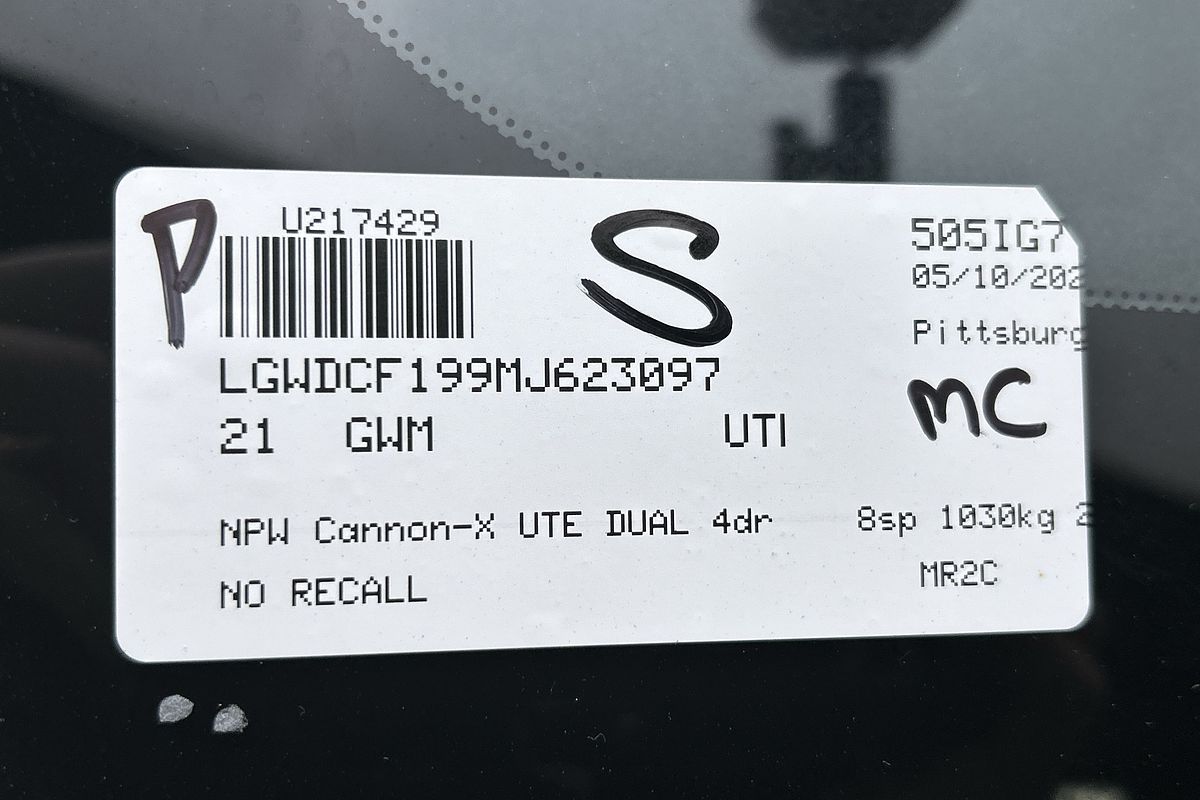 P
U217429
S
505IG7
05/10/202
Pittsburg
LGWDCF199MJ623097
MC
21 GWM UTI
NPW Cannon-X UTE DUAL 4dr 8sp 1030kg 2
NO RECALL MR2C